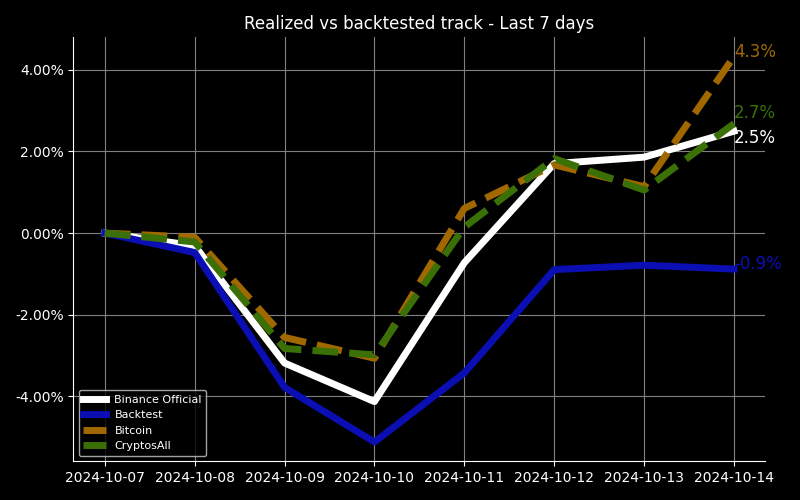 Realized vs backtested track - Last 7 days
4.3%
4.00%
2.7%
2.5%
2.00%
0.00%
-0.9%
-2.00%
-4.00%
Binance Official
Backtest
Bitcoin
CryptosAll
2024-10-07 2024-10-08 2024-10-09 2024-10-10 2024-10-11 2024-10-12 2024-10-13 2024-10-14